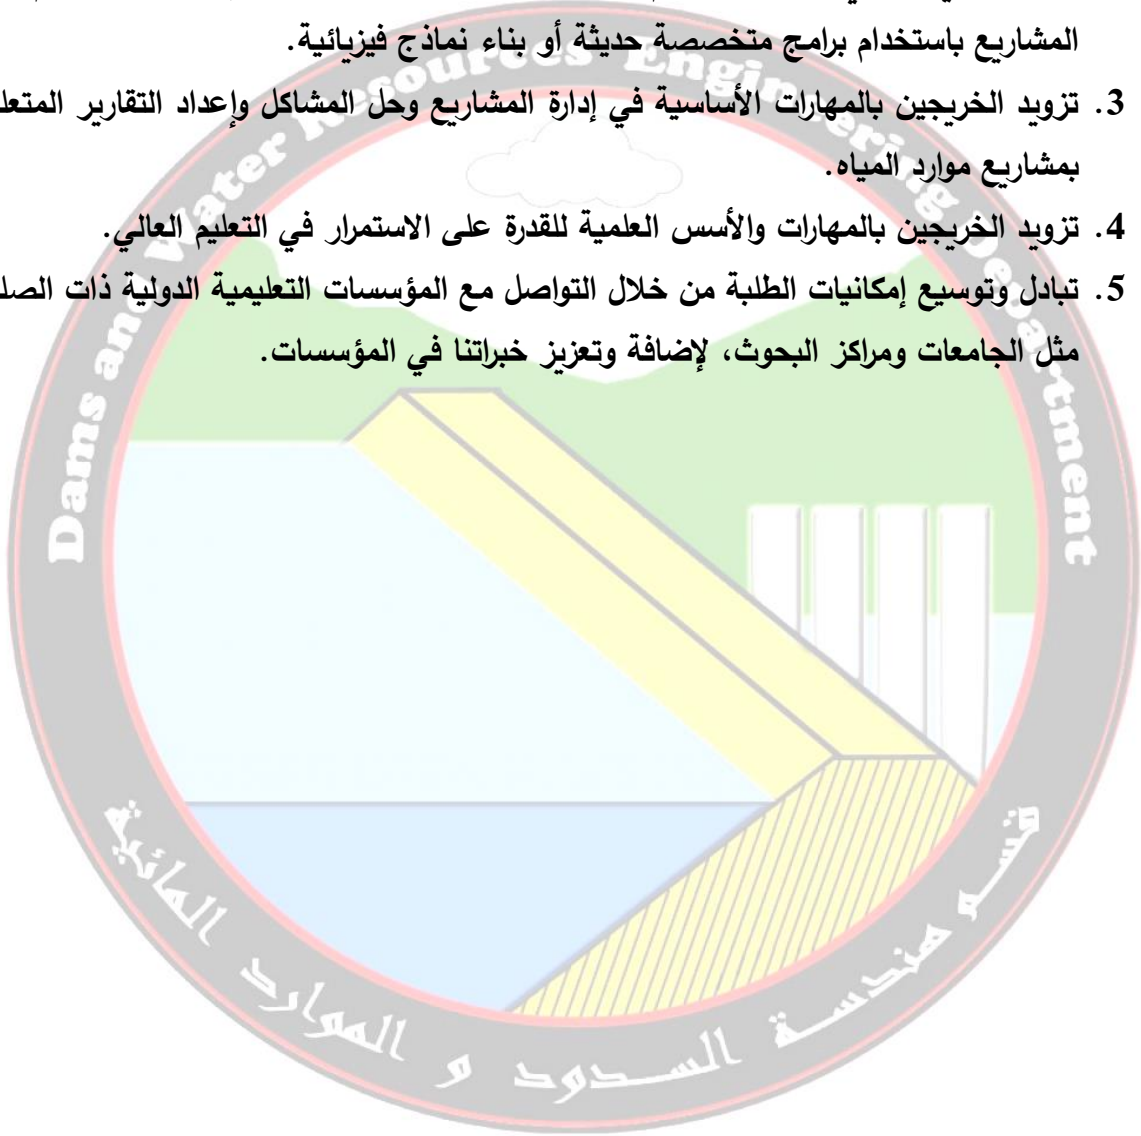 المشاريع باستخدام برامج متخصصة حديثة أو بناء نماذج فيزيائية.
3. تزويد الخريجين بالمهارات الأساسية في إدارة المشاريع وحل المشاكل وإعداد التقارير المتعل
بمشاريع موارد المياه.
4. تزويد الخريجين بالمهارات والأسس العلمية للقدرة على الاستمرار في التعليم العالي.
5. تبادل وتوسيع إمكانيات الطلبة من خلال التواصل مع المؤسسات التعليمية الدولية ذات الصل
مثل الجامعات ومراكز البحوث، لإضافة وتعزيز خبراتنا في المؤسسات.
Dams and Water Resources Engineering Department
قسم هندسة السدود و الموارد المائية